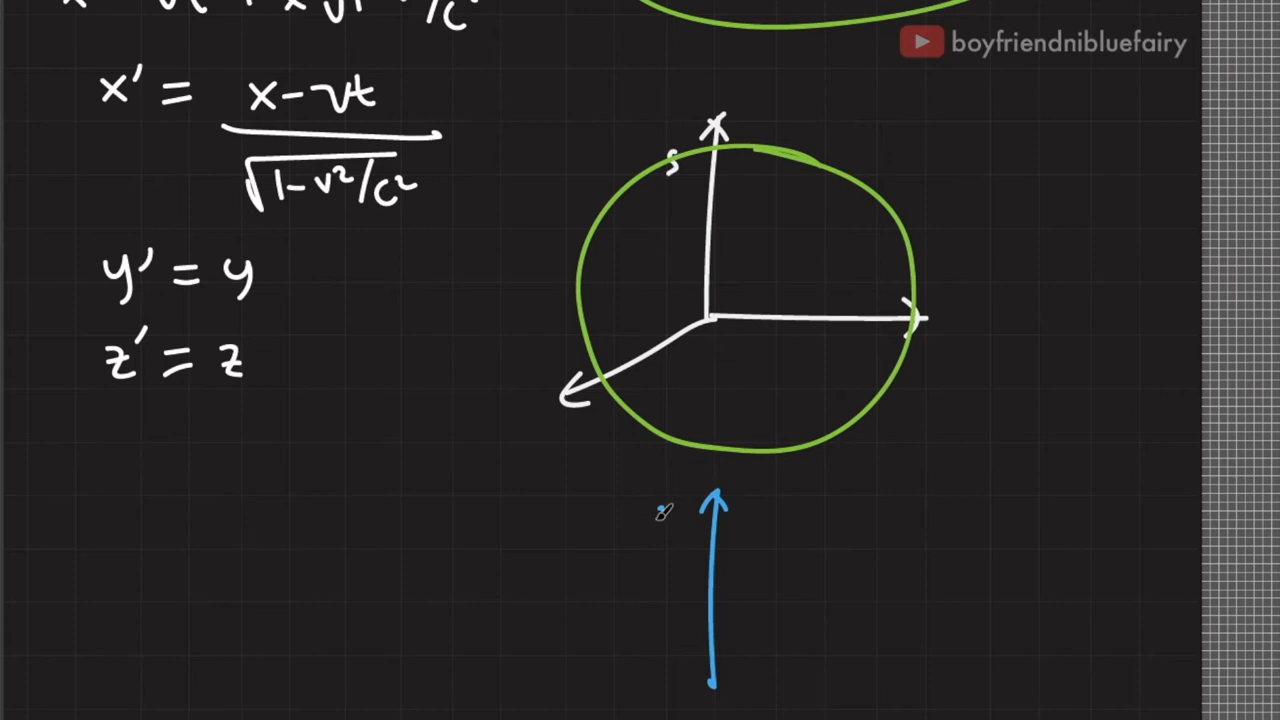 boyfriendnibluefairy
x' = x - vt
√1 - v²/c²
y' = y
z' = z
s